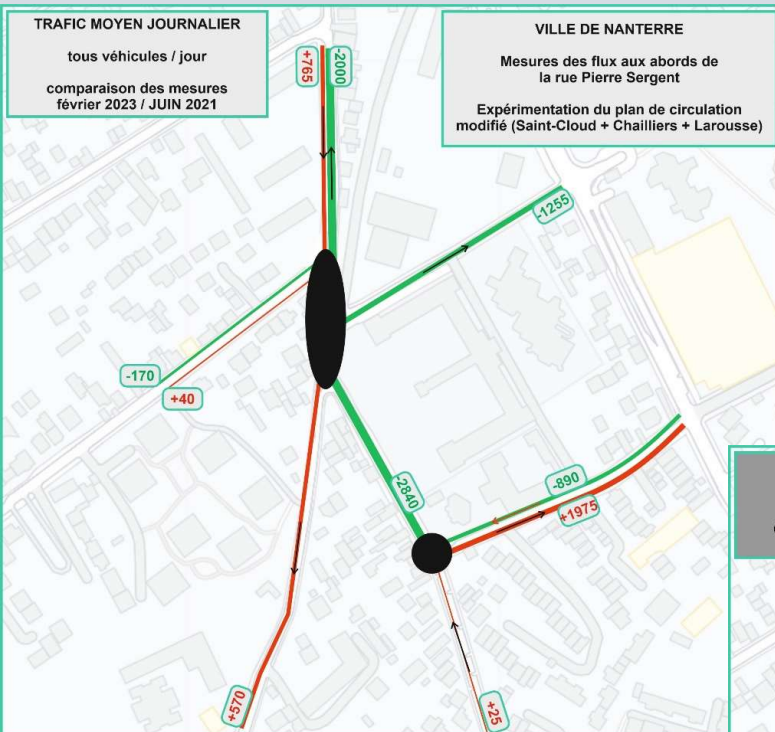 TRAFIC MOYEN JOURNALIER
tous véhicules / jour
comparaison des mesures
février 2023 / JUIN 2021
VILLE DE NANTERRE
Mesures des flux aux abords de
la rue Pierre Sergent
Expérimentation du plan de circulation
modifié (Saint-Cloud + Chailliers + Larousse)
+765
-2000
-1255
-170
+40
-2840
-890
+1975
+570
+25